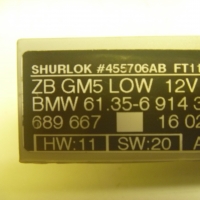 SHURLOK #455706AB FT11
ZB GM5 LOW 12V
BMW 61.35-6 914 3
689 667 16 02
HW:11 SW:20 A